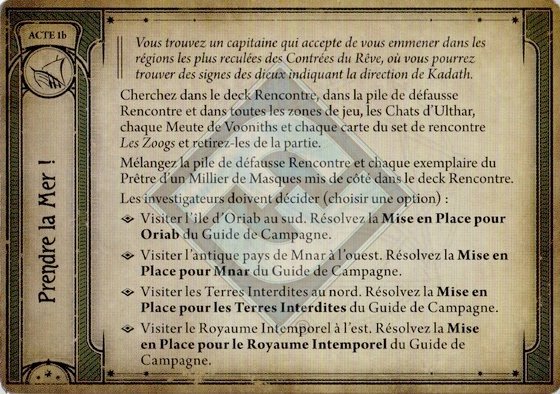 ACTE 1b
Prendre la Mer !
Vous trouvez un capitaine qui accepte de vous emmener dans les
régions les plus reculées des Contrées du Rêve, où vous pourrez
trouver des signes des dieux indiquant la direction de Kadath.
Cherchez dans le deck Rencontre, dans la pile de défausse
Rencontre et dans toutes les zones de jeu, les Chats d'Ulthar,
chaque Meute de Vooniths et chaque carte du set de rencontre
Les Zoogs et retirez-les de la partie.
Mélangez la pile de défausse Rencontre et chaque exemplaire du
Prêtre d'un Millier de Masques mis de côté dans le deck Rencontre.
Les investigateurs doivent décider (choisir une option) :
Visiter l'île d'Oriab au sud. Résolvez la Mise en Place pour
Oriab du Guide de Campagne.
Visiter l'antique pays de Mnar à l'ouest. Résolvez la Mise en
Place pour Mnar du Guide de Campagne.
Visiter les Terres Interdites au nord. Résolvez la Mise en
Place pour les Terres Interdites du Guide de Campagne.
Visiter le Royaume Intemporel à l'est. Résolvez la Mise
en Place pour le Royaume Intemporel du Guide de
Campagne.